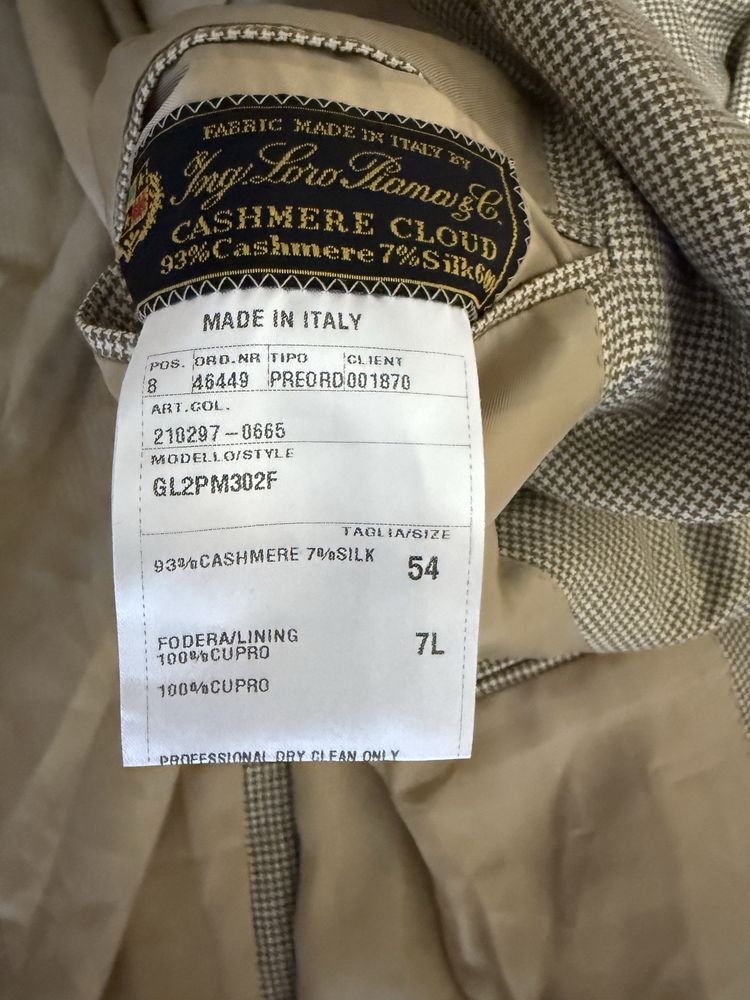 FABRIC MADE IN ITALY BY
Ing. Loro Piana & C.
CASHMERE CLOUD
93%Cashmere 7%Silk
MADE IN ITALY
POS. ORD.NR TIPO CLIENT
8 46449 PREORD 001870
ART.COL.
210297-0665
MODELLO/STYLE
GL2PM302F
TAGLIA/SIZE
93%CASHMERE 7%SILK 54
FODERA/LINING 7L
100%CUPRO
100%CUPRO
PROFESSIONAL DRY CLEAN ONLY